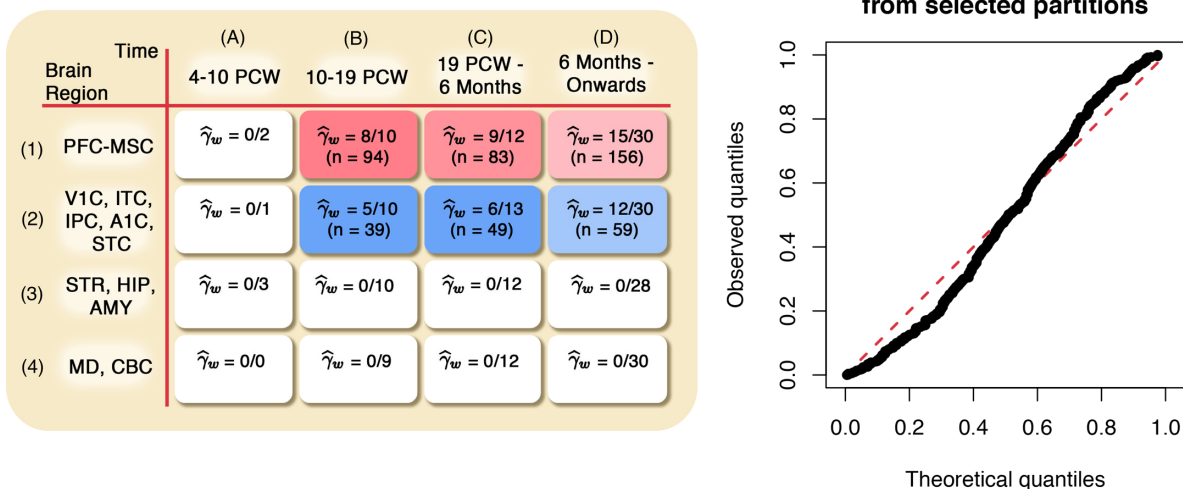 Time
Brain
Region
(A)
4-10 PCW
(B)
10-19 PCW
(C)
19 PCW -
6 Months
(D)
6 Months -
Onwards
(1)
PFC-MSC
γ̂w = 0/2
γ̂w = 8/10
(n = 94)
γ̂w = 9/12
(n = 83)
γ̂w = 15/30
(n = 156)
(2)
V1C, ITC,
IPC, A1C,
STC
γ̂w = 0/1
γ̂w = 5/10
(n = 39)
γ̂w = 6/13
(n = 49)
γ̂w = 12/30
(n = 59)
(3)
STR, HIP,
AMY
γ̂w = 0/3
γ̂w = 0/10
γ̂w = 0/12
γ̂w = 0/28
(4)
MD, CBC
γ̂w = 0/0
γ̂w = 0/9
γ̂w = 0/12
γ̂w = 0/30
from selected partitions
Observed quantiles
1.0
0.8
0.6
0.4
0.2
0.0
0.0 0.2 0.4 0.6 0.8 1.0
Theoretical quantiles